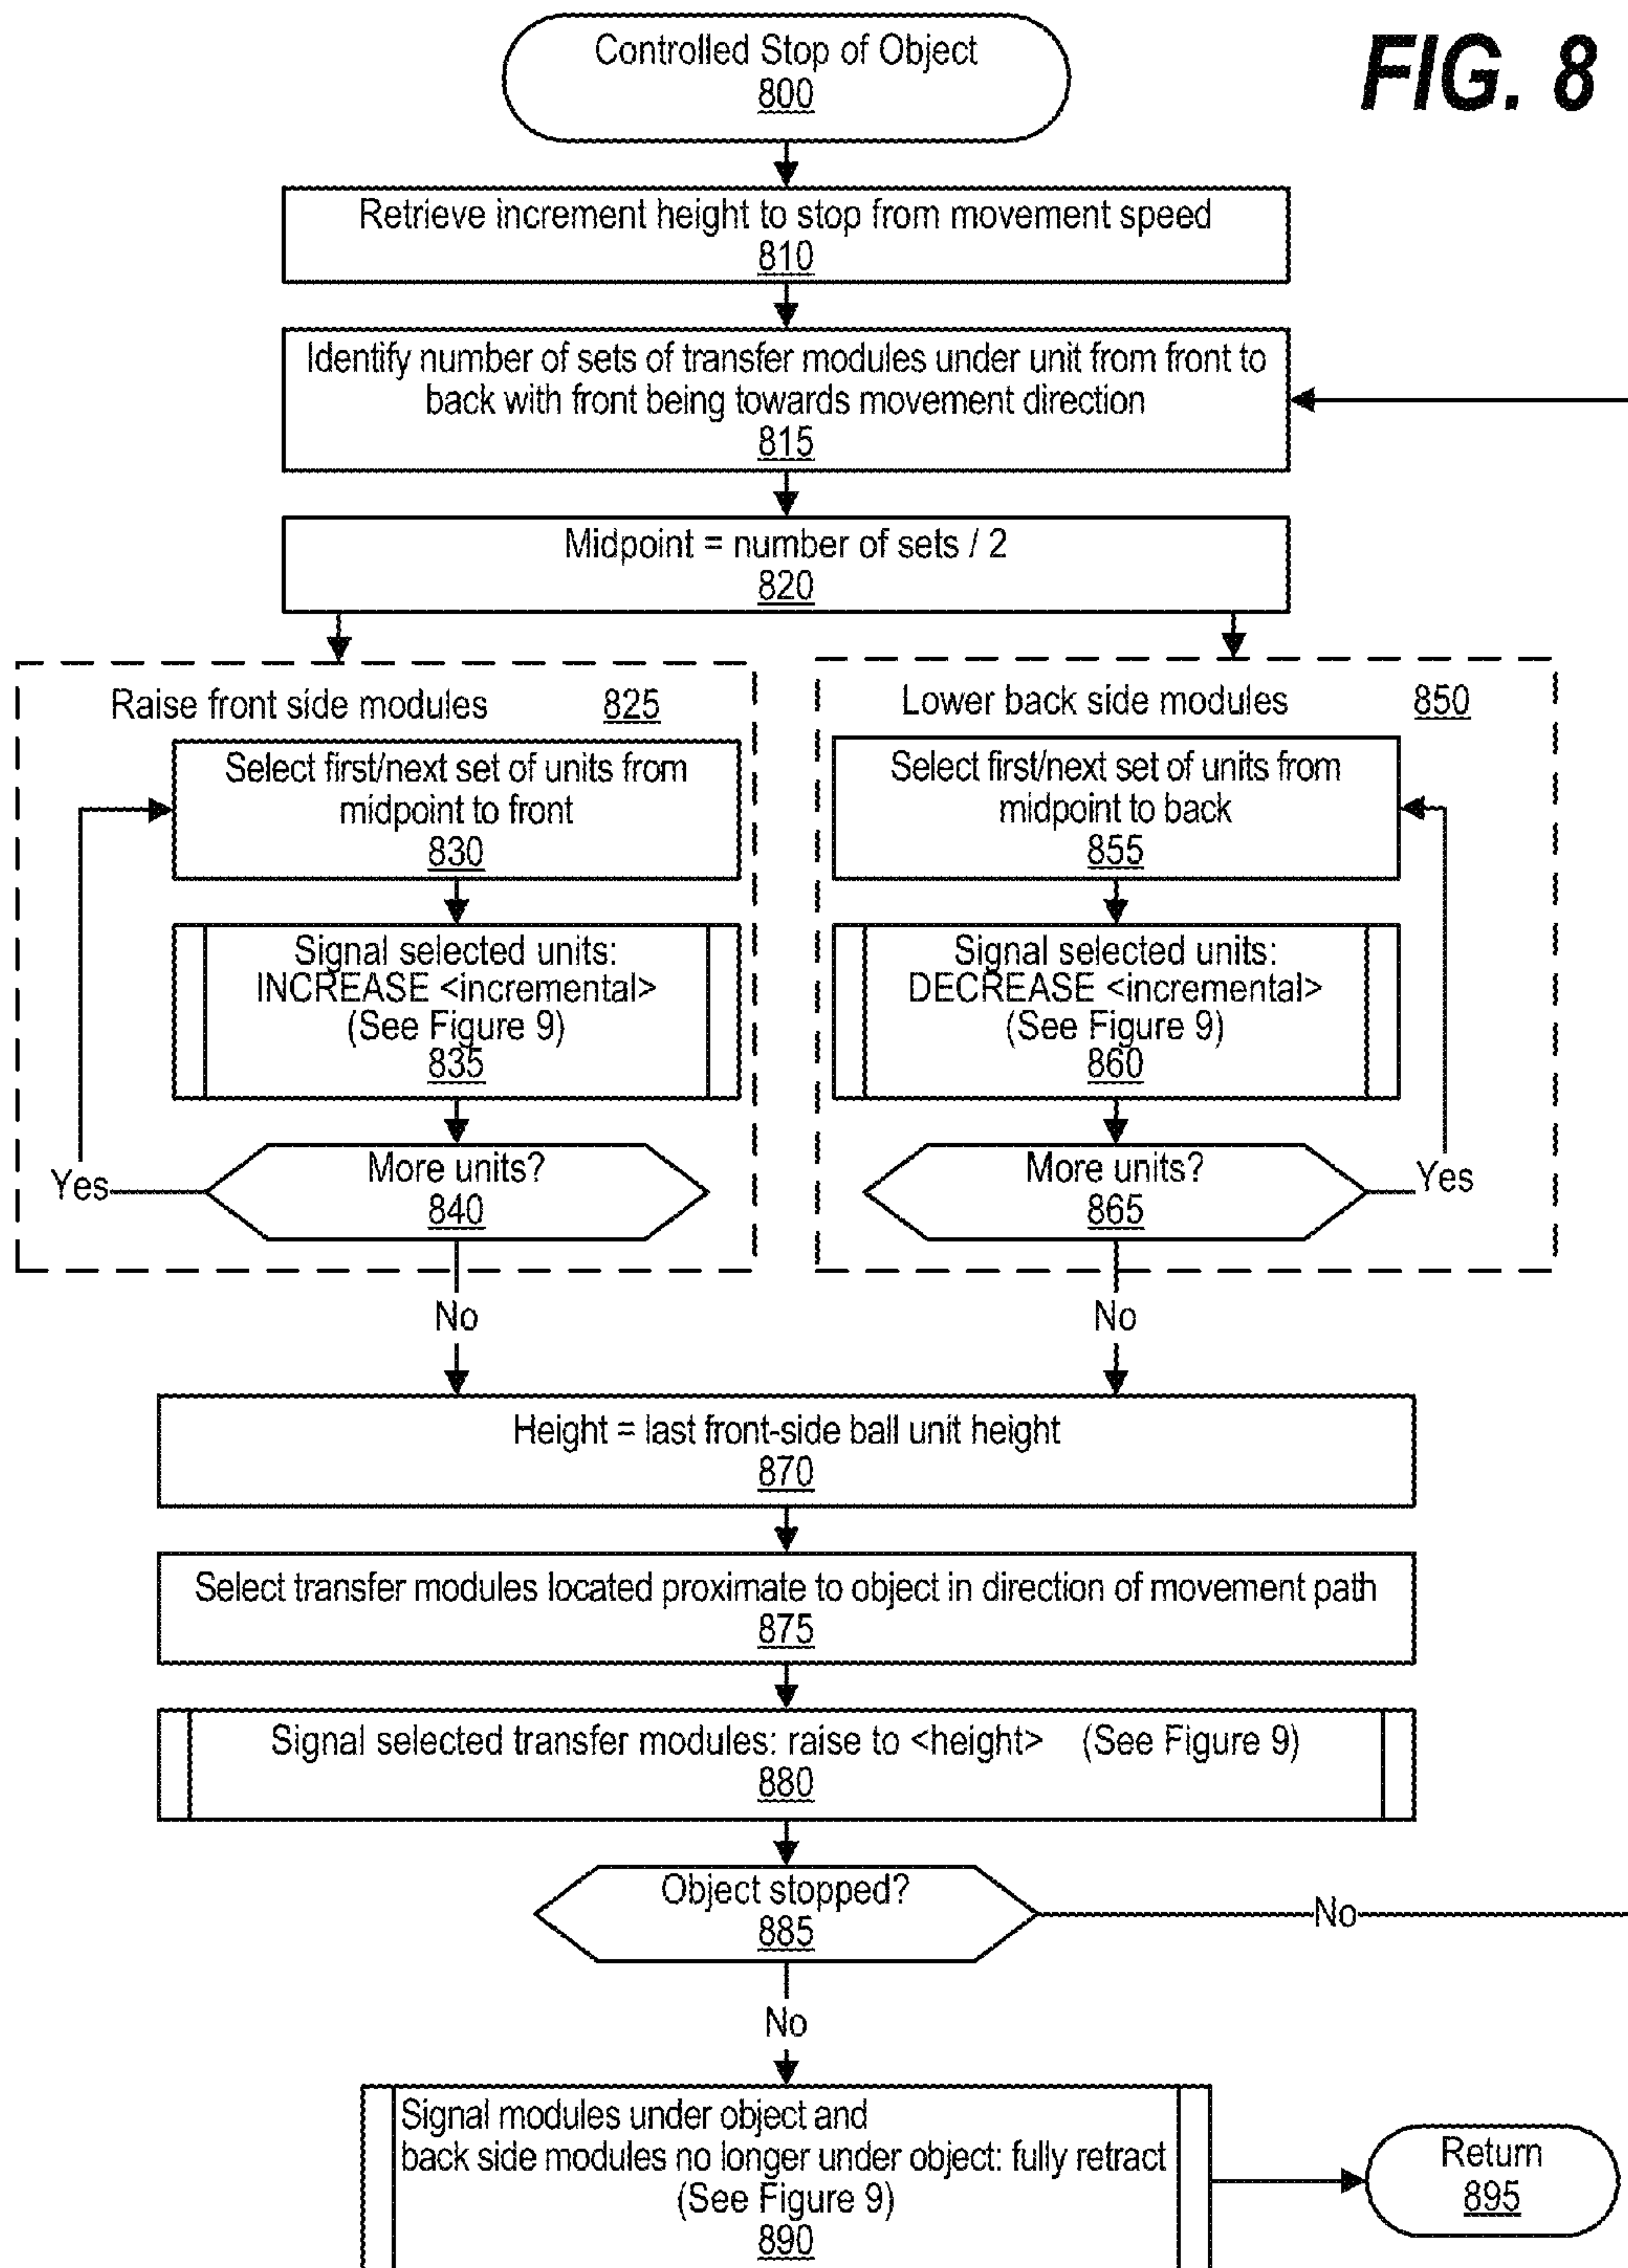 FIG. 8
Controlled Stop of Object
800
Retrieve increment height to stop from movement speed
810
Identify number of sets of transfer modules under unit from front to
back with front being towards movement direction
815
Midpoint = number of sets / 2
820
Raise front side modules 825
Select first/next set of units from
midpoint to front
830
Signal selected units:
INCREASE <incremental>
(See Figure 9)
835
More units?
840
Yes
No
Lower back side modules 850
Select first/next set of units from
midpoint to back
855
Signal selected units:
DECREASE <incremental>
(See Figure 9)
860
More units?
865
Yes
No
Height = last front-side ball unit height
870
Select transfer modules located proximate to object in direction of movement path
875
Signal selected transfer modules: raise to <height> (See Figure 9)
880
Object stopped?
885
No
No
Signal modules under object and
back side modules no longer under object: fully retract
(See Figure 9)
890
Return
895